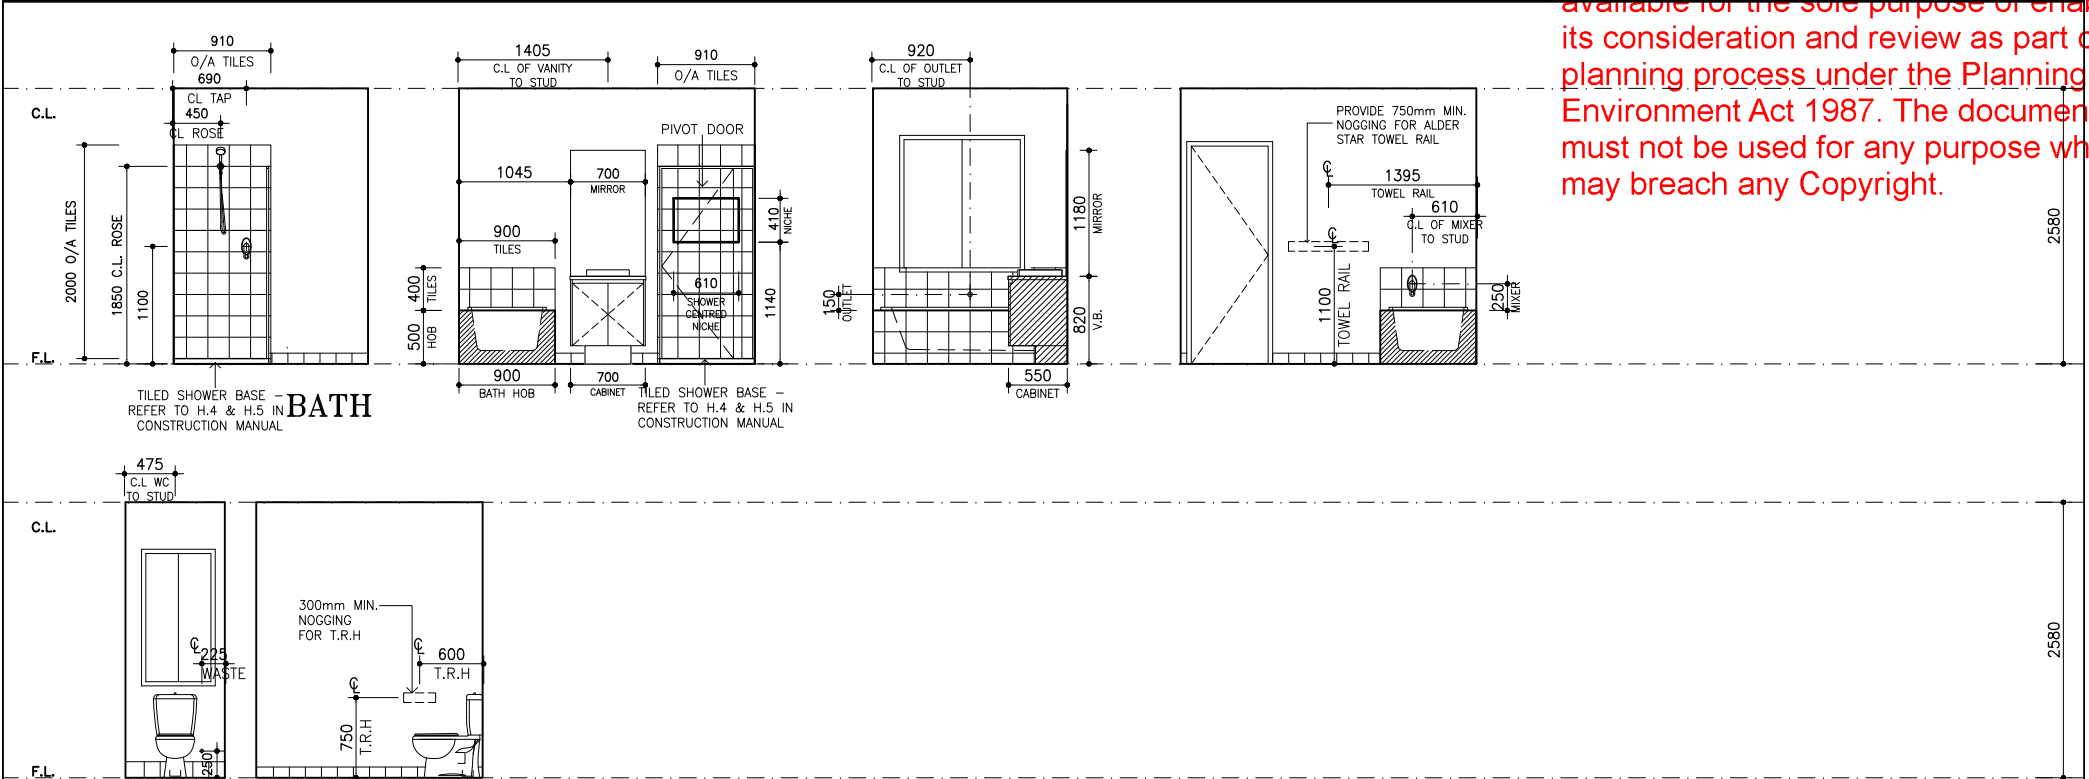 available for the sole purpose of enab
its consideration and review as part o
planning process under the Planning
Environment Act 1987. The documen
must not be used for any purpose wh
may breach any Copyright.
910
O/A TILES
690
CL TAP
450
CL ROSE
C.L.
2000 O/A TILES
1850 C.L. ROSE
1100
F.L.
TILED SHOWER BASE –
REFER TO H.4 & H.5 IN
CONSTRUCTION MANUAL
BATH
1405
C.L OF VANITY
TO STUD
910
O/A TILES
PIVOT DOOR
1045
700
MIRROR
410
NICHE
900
TILES
400
TILES
500
HOB
610
SHOWER
CENTRED
NICHE
1140
900
BATH HOB
700
CABINET
TILED SHOWER BASE –
REFER TO H.4 & H.5 IN
CONSTRUCTION MANUAL
920
C.L OF OUTLET
TO STUD
1180
MIRROR
150
OUTLET
820
V.B.
550
CABINET
PROVIDE 750mm MIN.
NOGGING FOR ALDER
STAR TOWEL RAIL
1395
TOWEL RAIL
610
C.L OF MIXER
TO STUD
1100
TOWEL RAIL
250
MIXER
2580
475
C.L WC
TO STUD
C.L.
225
WASTE
250
F.L.
300mm MIN.
NOGGING
FOR T.R.H
600
T.R.H
750
T.R.H
2580